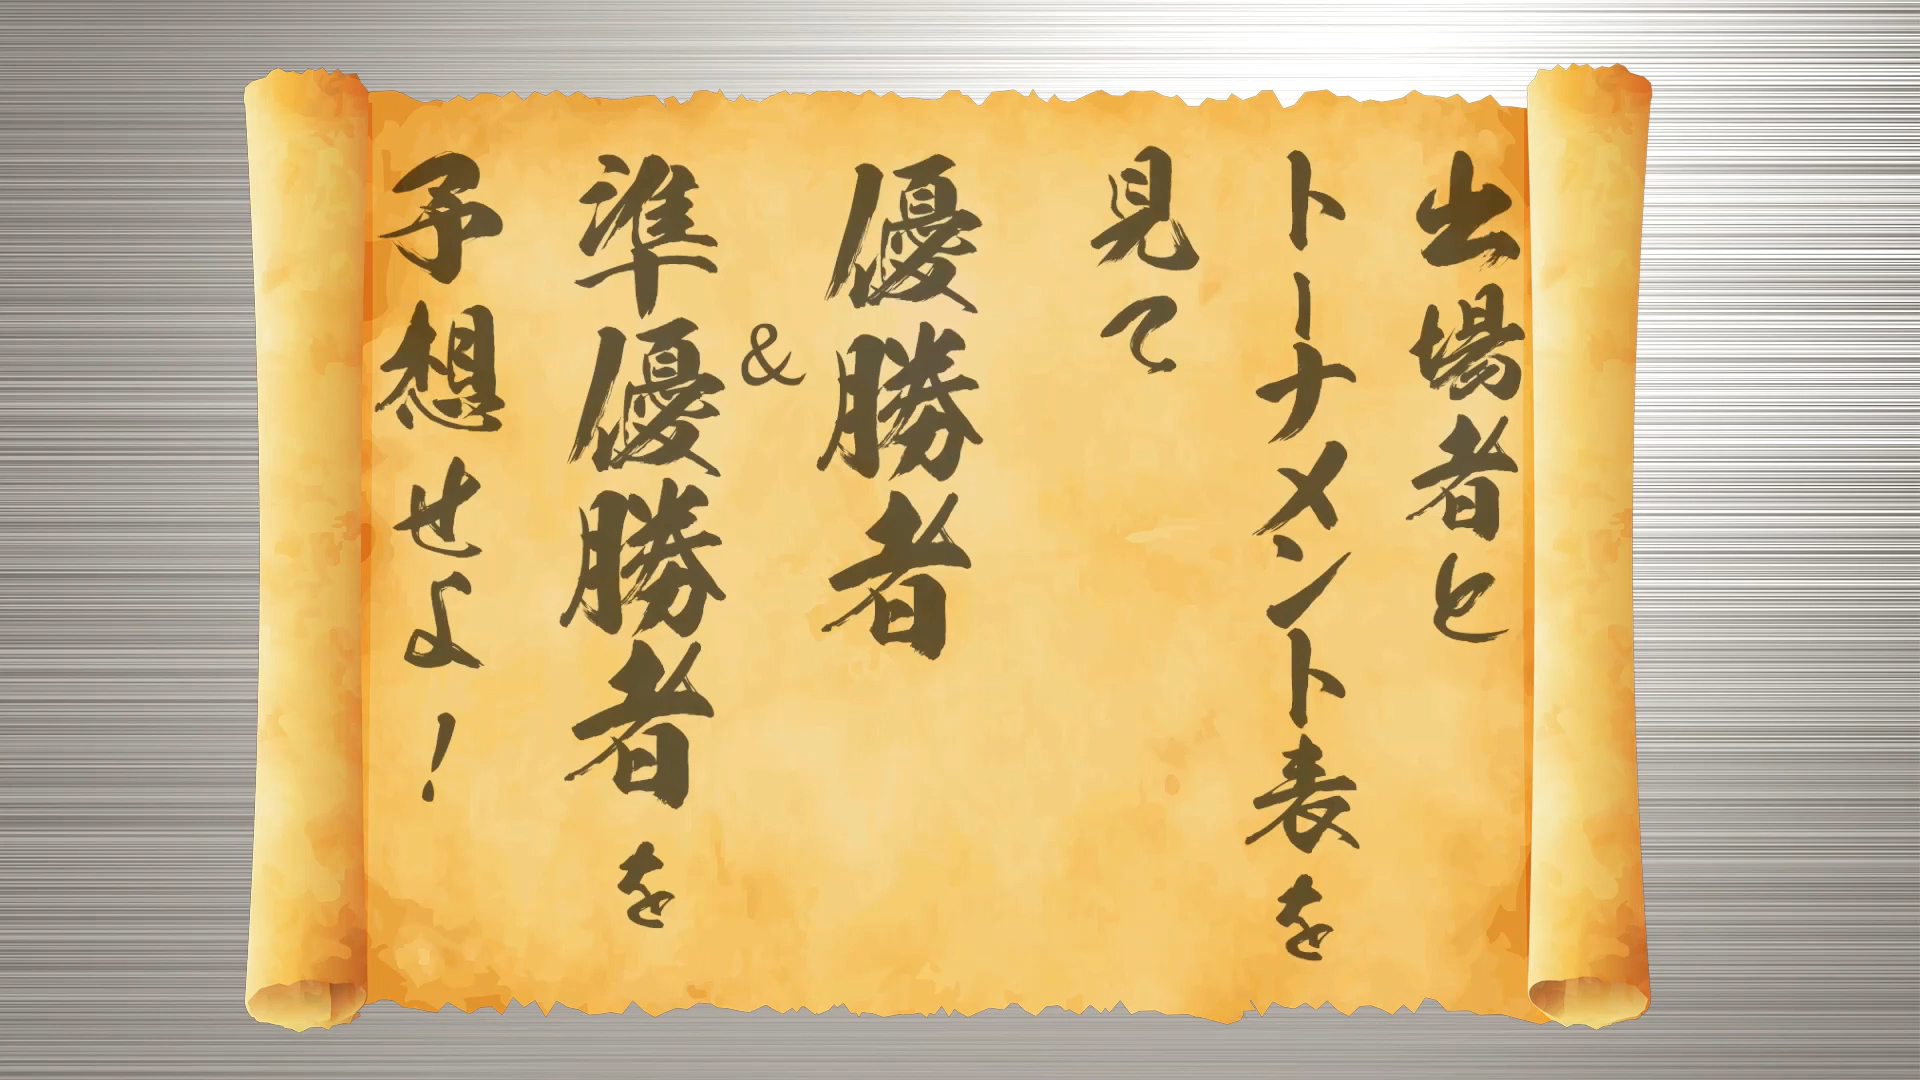 出場者と
トーナメント表を
見て
優勝者
&
準優勝者を
予想せよ！